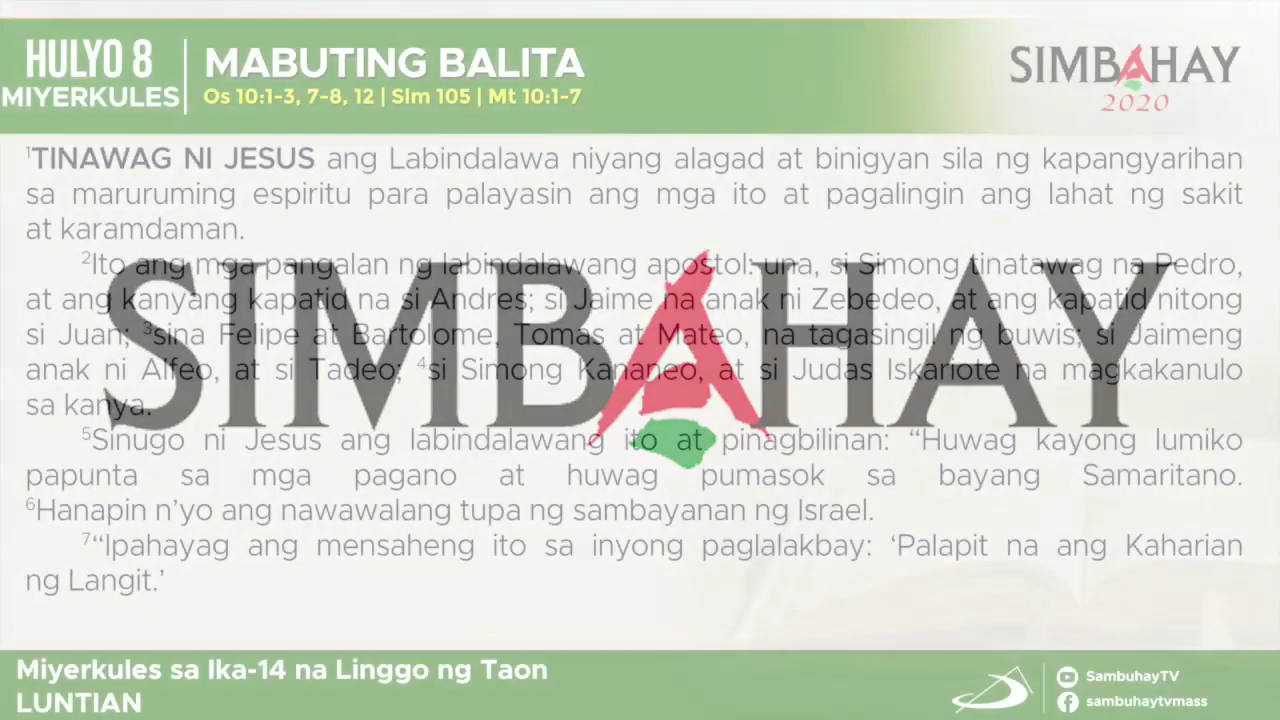 HULYO 8
MIYERKULES
MABUTING BALITA
Os 10:1-3, 7-8, 12 | Slm 105 | Mt 10:1-7
SIMBAHAY
2020
¹TINAWAG NI JESUS ang Labindalawa niyang alagad at binigyan sila ng kapangyarihan
sa maruruming espiritu para palayasin ang mga ito at pagalingin ang lahat ng sakit
at karamdaman.
²Ito ang mga pangalan ng labindalawang apostol: una, si Simong tinatawag na Pedro,
at ang kanyang kapatid na si Andres; si Jaime na anak ni Zebedeo, at ang kapatid nitong
si Juan; ³sina Felipe at Bartolome, Tomas at Mateo, na tagasingil ng buwis; si Jaimeng
anak ni Alfeo, at si Tadeo; ⁴si Simong Kananeo, at si Judas Iskariote na magkakanulo
sa kanya.
SIMBAHAY
⁵Sinugo ni Jesus ang labindalawang ito at pinagbilinan: “Huwag kayong lumiko
papunta sa mga pagano at huwag pumasok sa bayang Samaritano.
⁶Hanapin n’yo ang nawawalang tupa ng sambayanan ng Israel.
⁷“Ipahayag ang mensaheng ito sa inyong paglalakbay: ‘Palapit na ang Kaharian
ng Langit.’
Miyerkules sa Ika-14 na Linggo ng Taon
LUNTIAN
SambuhayTV
sambuhaytvmass